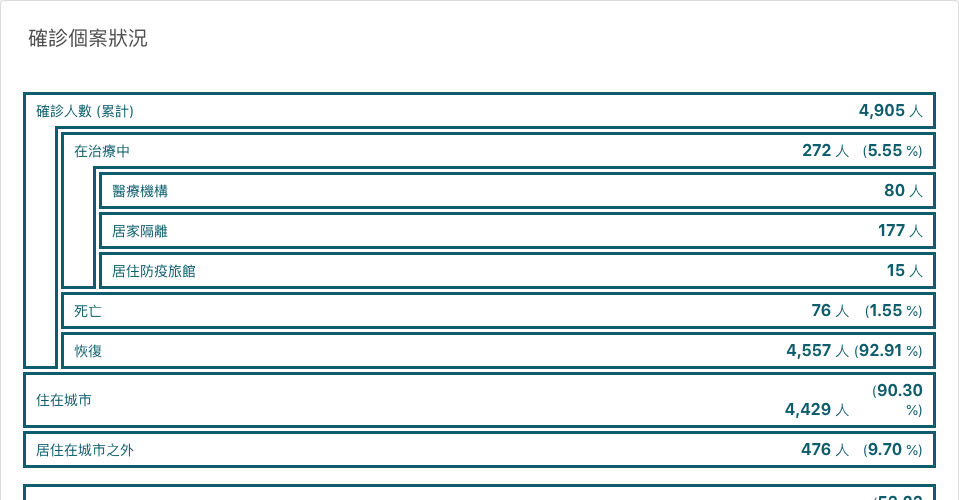 確診個案狀況
確診人數 (累計) 4,905 人
在治療中 272 人 (5.55 %)
醫療機構 80 人
居家隔離 177 人
居住防疫旅館 15 人
死亡 76 人 (1.55 %)
恢復 4,557 人 (92.91 %)
住在城市 4,429 人 (90.30 %)
居住在城市之外 476 人 (9.70 %)